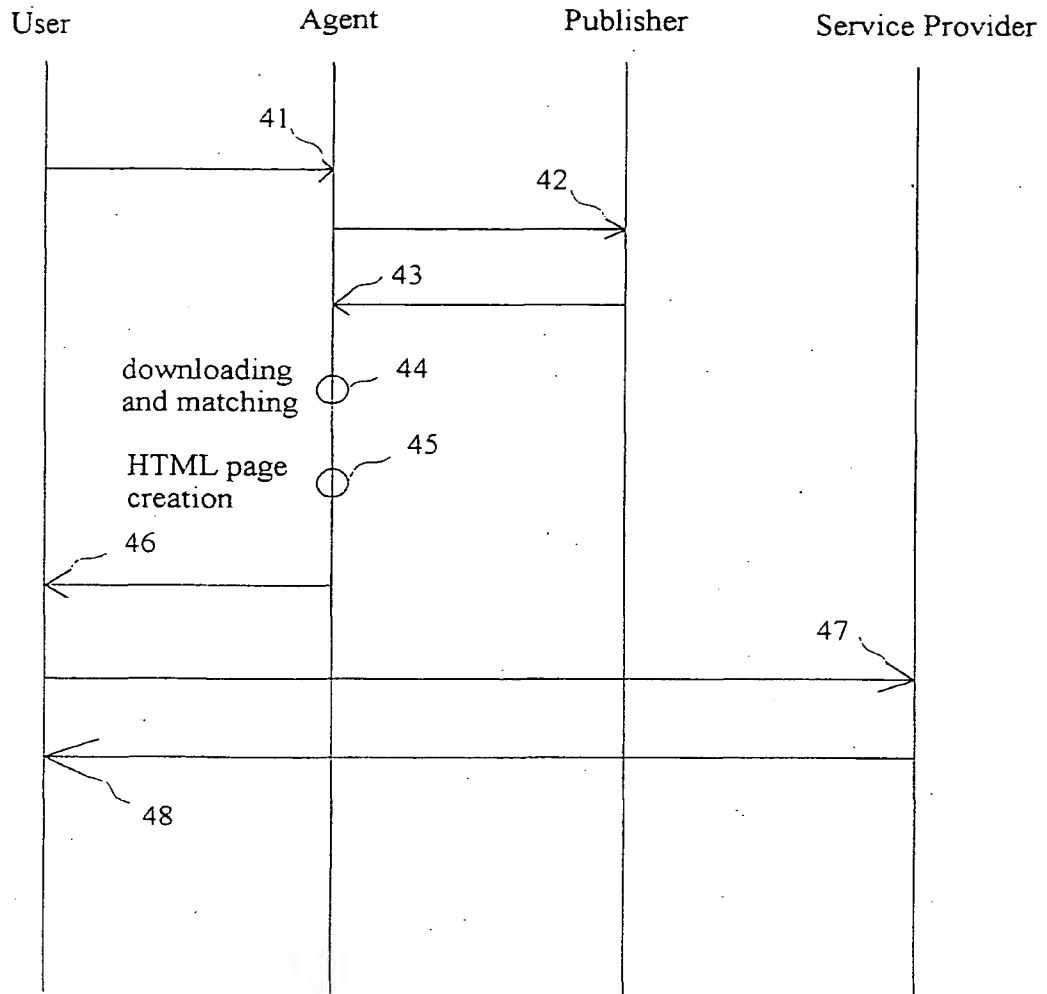 User
Agent
Publisher
Service Provider
41
42
43
downloading
and matching
44
HTML page
creation
45
46
47
48